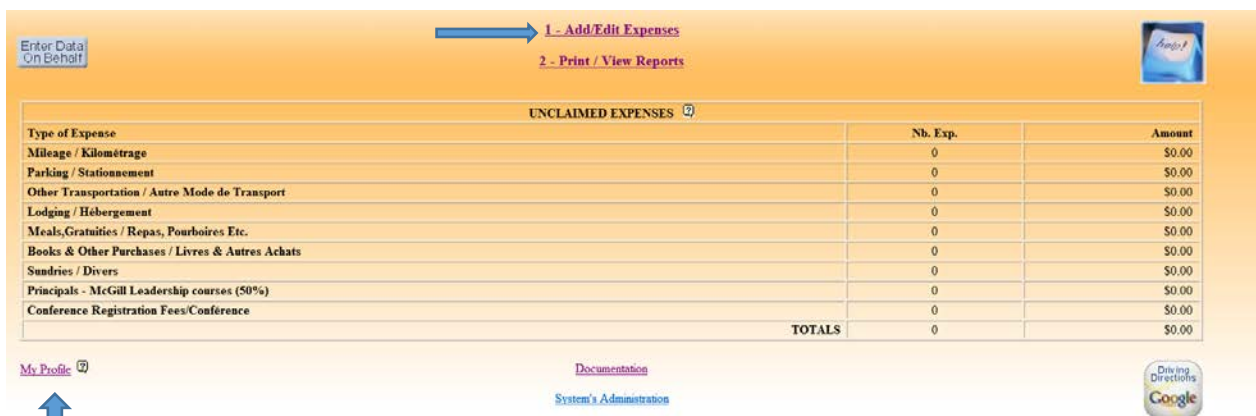 1 - Add/Edit Expenses
Enter Data
On Behalf
2 - Print / View Reports
help!
UNCLAIMED EXPENSES ?
Type of Expense Nb. Exp. Amount
Mileage / Kilométrage 0 $0.00
Parking / Stationnement 0 $0.00
Other Transportation / Autre Mode de Transport 0 $0.00
Lodging / Hébergement 0 $0.00
Meals,Gratuities / Repas, Pourboires Etc. 0 $0.00
Books & Other Purchases / Livres & Autres Achats 0 $0.00
Sundries / Divers 0 $0.00
Principals - McGill Leadership courses (50%) 0 $0.00
Conference Registration Fees/Conférence 0 $0.00
TOTALS 0 $0.00
My Profile ?
Documentation
System's Administration
Driving
Directions
Google